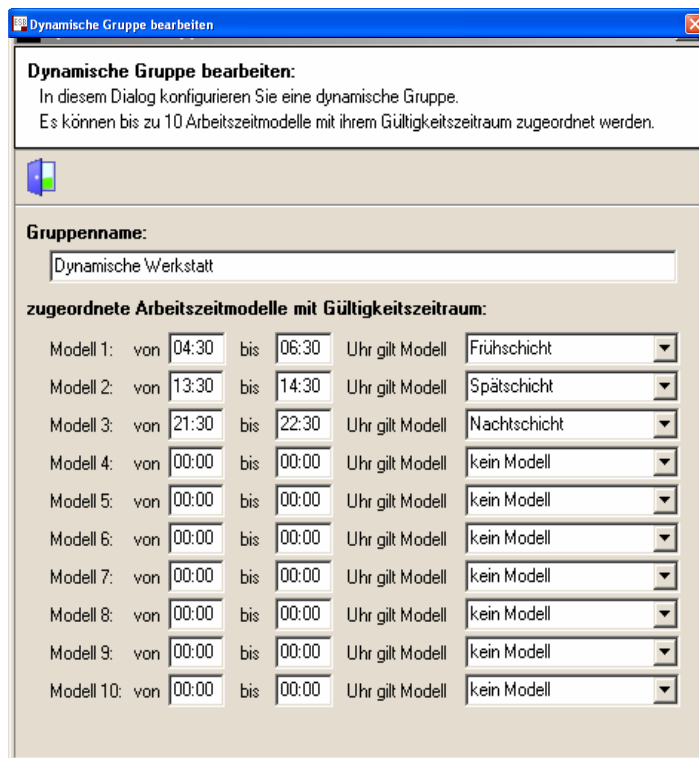 ESB Dynamische Gruppe bearbeiten
Dynamische Gruppe bearbeiten:
In diesem Dialog konfigurieren Sie eine dynamische Gruppe.
Es können bis zu 10 Arbeitszeitmodelle mit ihrem Gültigkeitszeitraum zugeordnet werden.
Gruppenname:
Dynamische Werkstatt
zugeordnete Arbeitszeitmodelle mit Gültigkeitszeitraum:
Modell 1: von 04:30 bis 06:30 Uhr gilt Modell Frühschicht
Modell 2: von 13:30 bis 14:30 Uhr gilt Modell Spätschicht
Modell 3: von 21:30 bis 22:30 Uhr gilt Modell Nachtschicht
Modell 4: von 00:00 bis 00:00 Uhr gilt Modell kein Modell
Modell 5: von 00:00 bis 00:00 Uhr gilt Modell kein Modell
Modell 6: von 00:00 bis 00:00 Uhr gilt Modell kein Modell
Modell 7: von 00:00 bis 00:00 Uhr gilt Modell kein Modell
Modell 8: von 00:00 bis 00:00 Uhr gilt Modell kein Modell
Modell 9: von 00:00 bis 00:00 Uhr gilt Modell kein Modell
Modell 10: von 00:00 bis 00:00 Uhr gilt Modell kein Modell